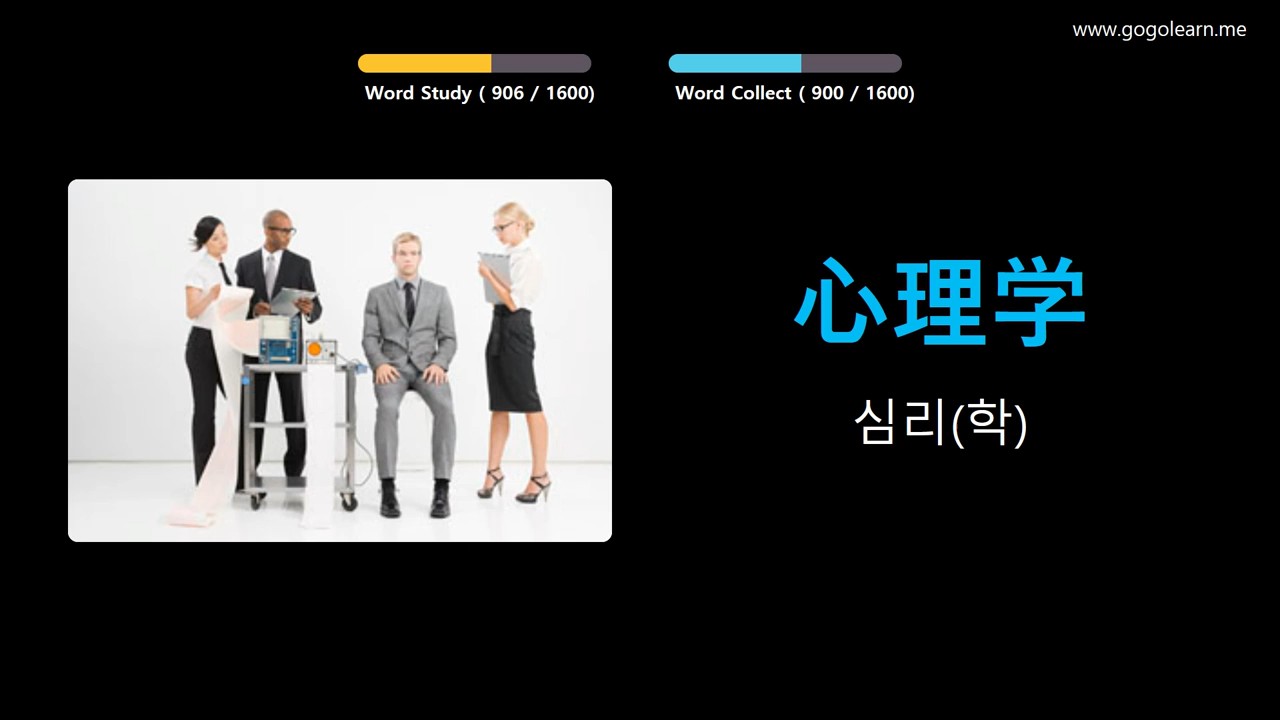 www.gogolearn.me
Word Study ( 906 / 1600)
Word Collect ( 900 / 1600)
心理学
심리(학)